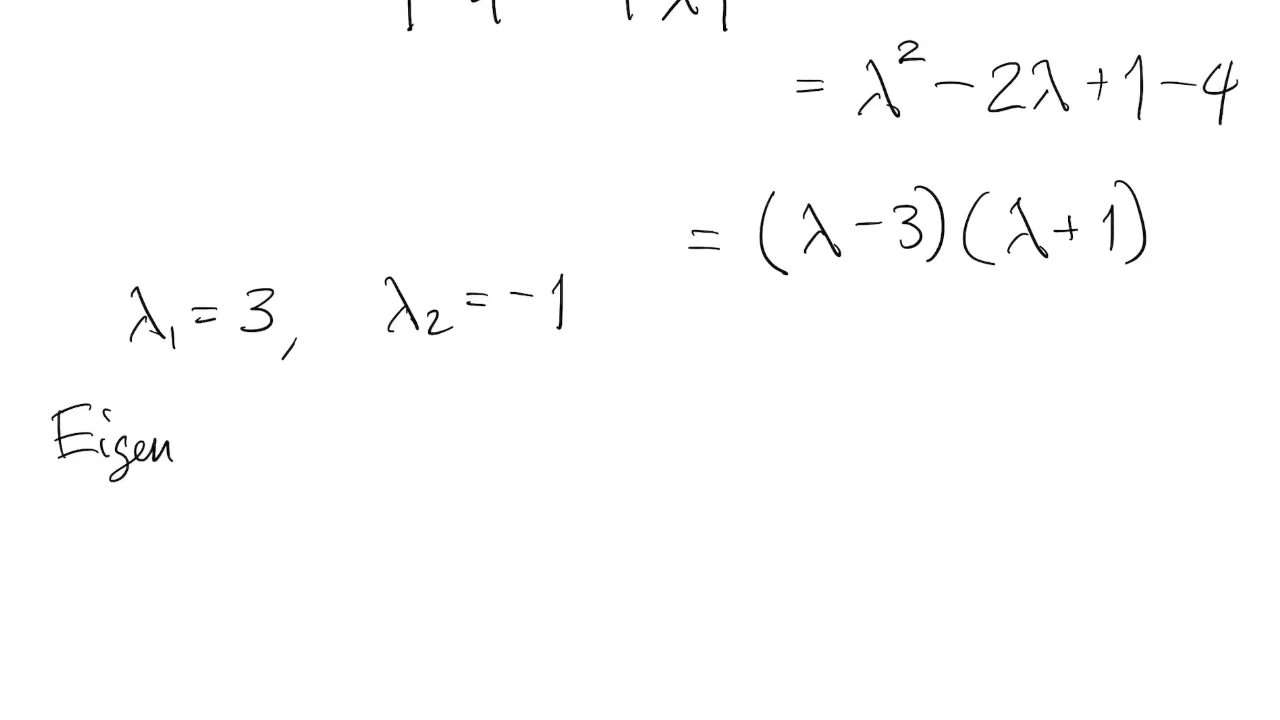 = λ² − 2λ + 1 − 4
= (λ − 3)(λ + 1)
λ₁ = 3, λ₂ = −1
Eigen